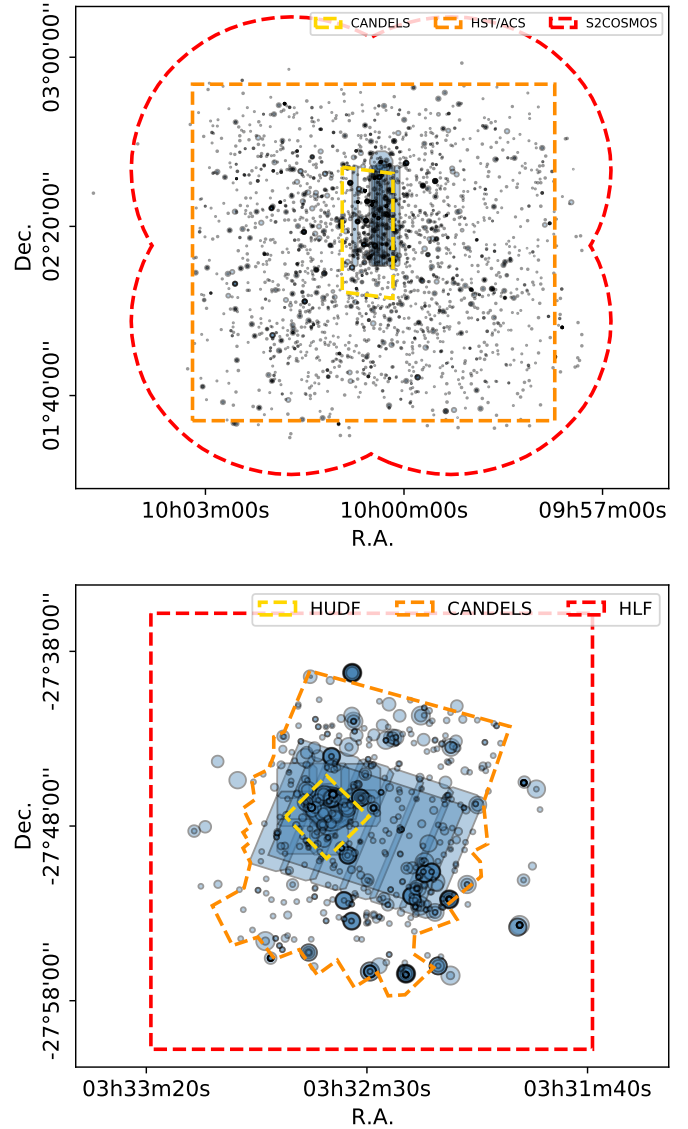 CANDELS HST/ACS S2COSMOS
03°00'00"
02°20'00"
01°40'00"
Dec.
10h03m00s 10h00m00s 09h57m00s
R.A.
HUDF CANDELS HLF
-27°38'00"
-27°48'00"
-27°58'00"
Dec.
03h33m20s 03h32m30s 03h31m40s
R.A.